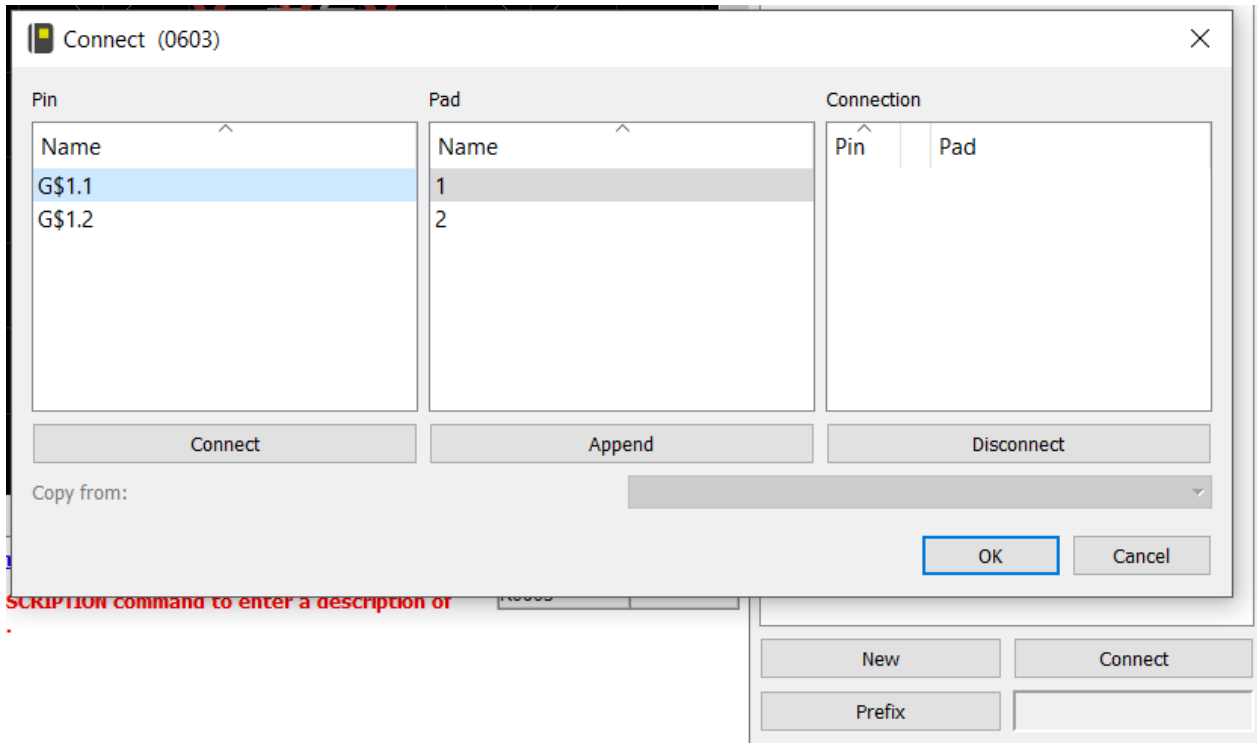 Connect (0603)
Pin
Pad
Connection
Name
Name
Pin
Pad
G$1.1
1
G$1.2
2
Connect
Append
Disconnect
Copy from:
OK
Cancel
SCRIPTION command to enter a description of
.
New
Connect
Prefix